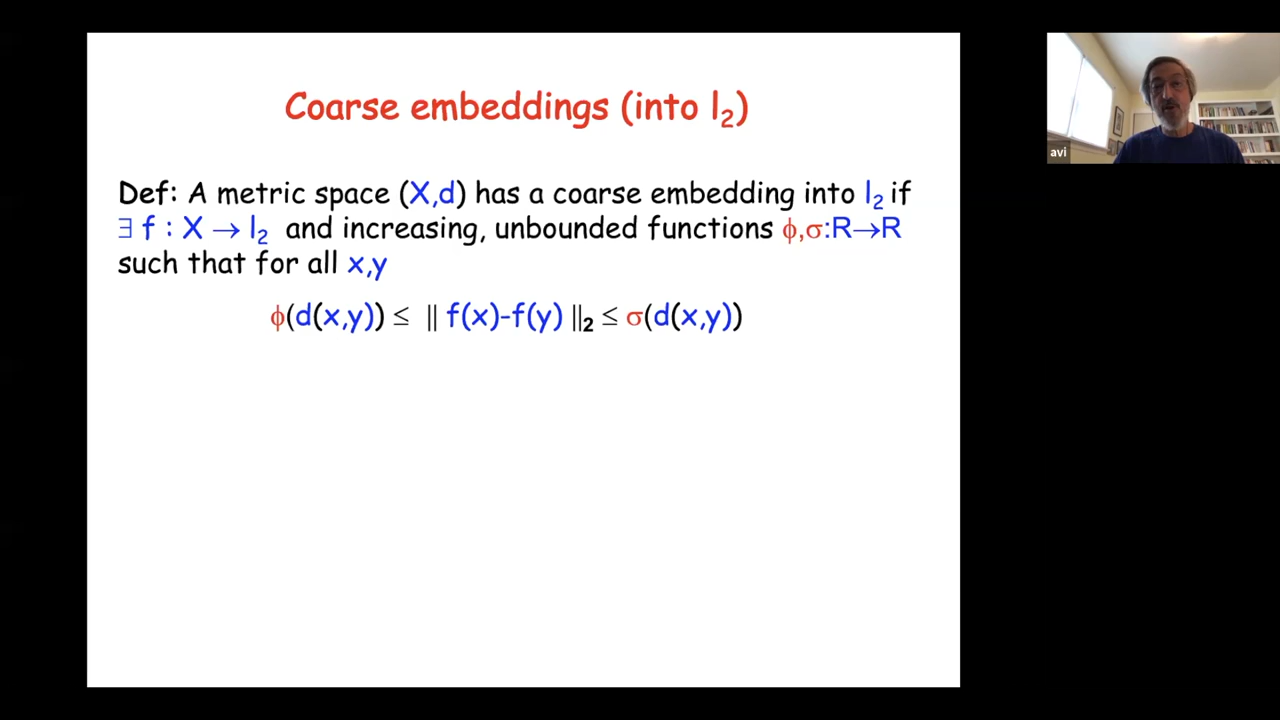 Coarse embeddings (into l₂)
Def: A metric space (X,d) has a coarse embedding into l₂ if
∃ f : X → l₂ and increasing, unbounded functions ϕ,σ:R→R
such that for all x,y
ϕ(d(x,y)) ≤ || f(x)-f(y) ||₂ ≤ σ(d(x,y))
avi